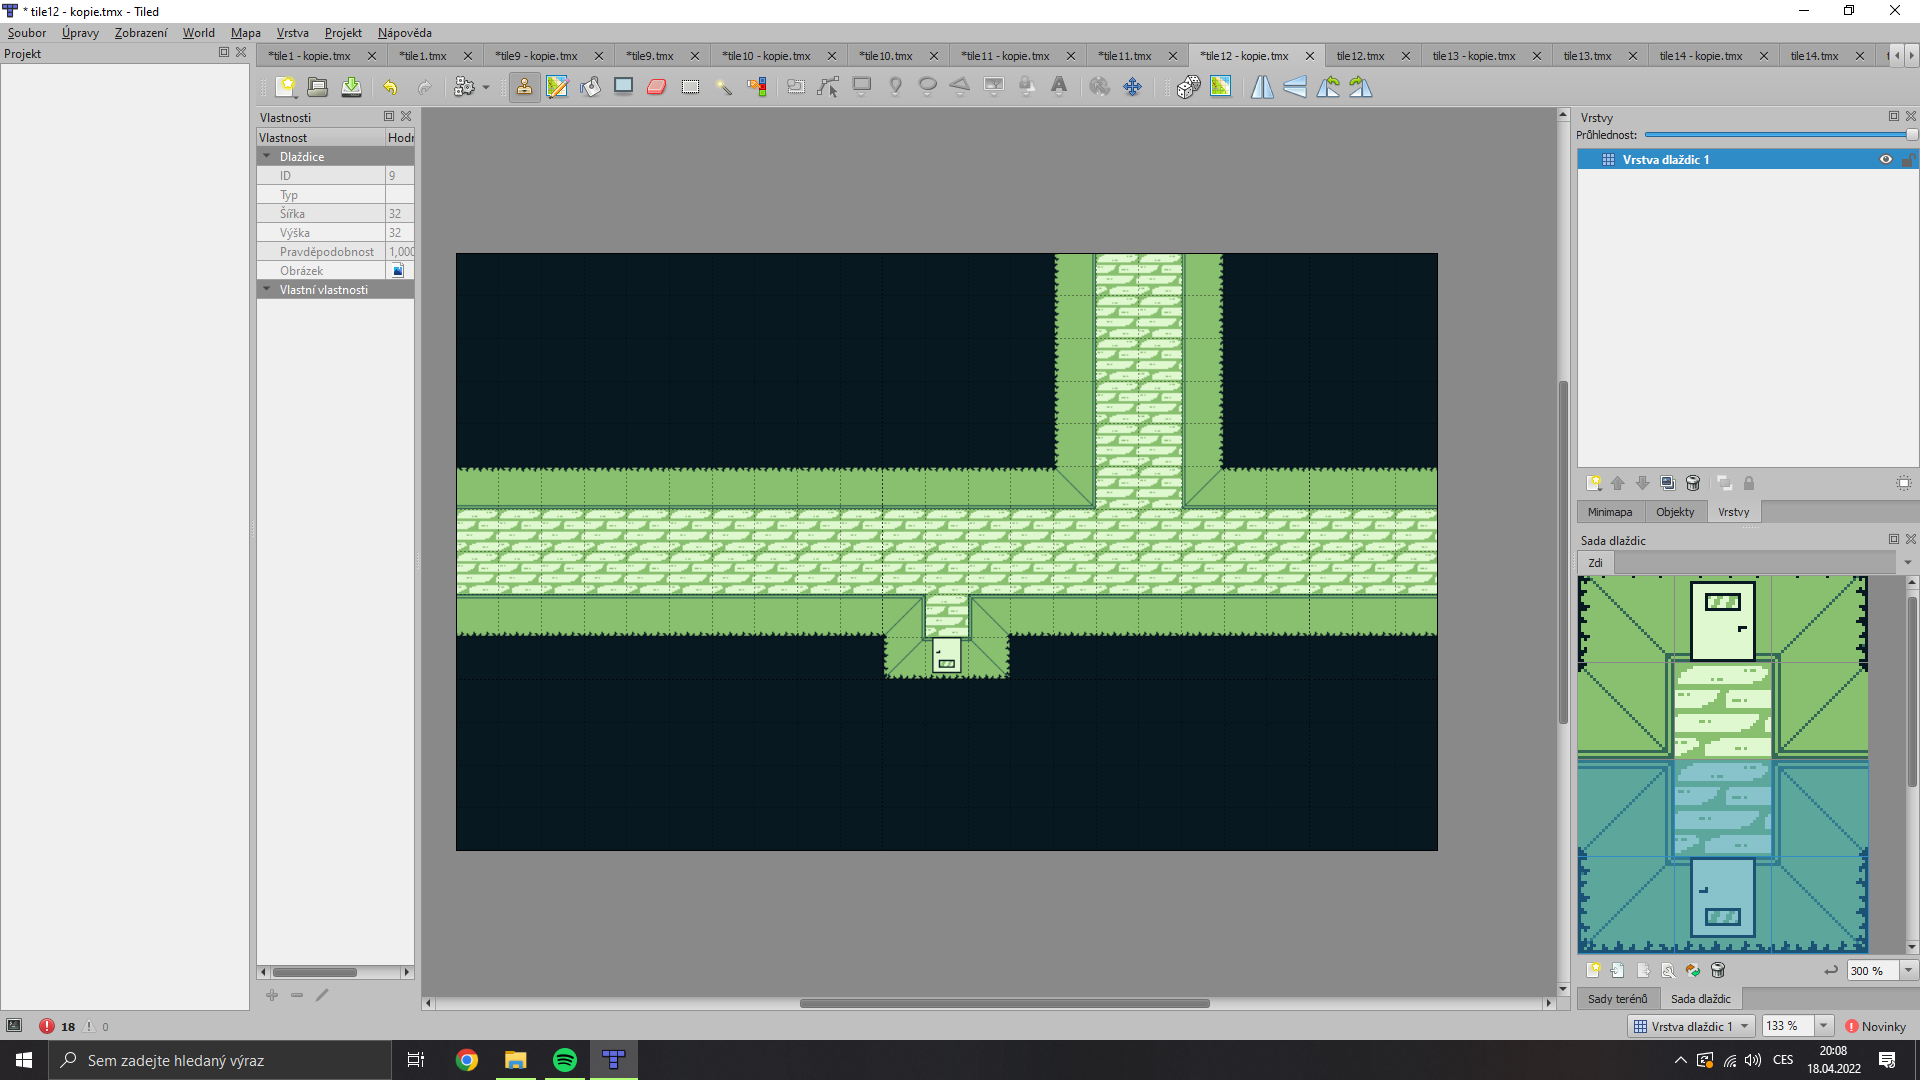 * tile12 - kopie.tmx - Tiled
Soubor Úpravy Zobrazení World Mapa Vrstva Projekt Nápověda
Projekt
*tile1 - kopie.tmx *tile1.tmx *tile9 - kopie.tmx *tile9.tmx *tile10 - kopie.tmx *tile10.tmx *tile11 - kopie.tmx *tile11.tmx *tile12 - kopie.tmx tile12.tmx tile13 - kopie.tmx tile13.tmx tile14 - kopie.tmx tile14.tmx
Vlastnosti
Vlastnost Hodr
Dlaždice
ID 9
Typ
Šířka 32
Výška 32
Pravděpodobnost 1,000
Obrázek
Vlastní vlastnosti
Vrstvy
Průhlednost:
Vrstva dlaždic 1
Minimapa Objekty Vrstvy
Sada dlaždic
Zdi
300 %
Sady terénů Sada dlaždic
18 0
Vrstva dlaždic 1 133 % Novinky
Sem zadejte hledaný výraz
CES
20:08
18.04.2022